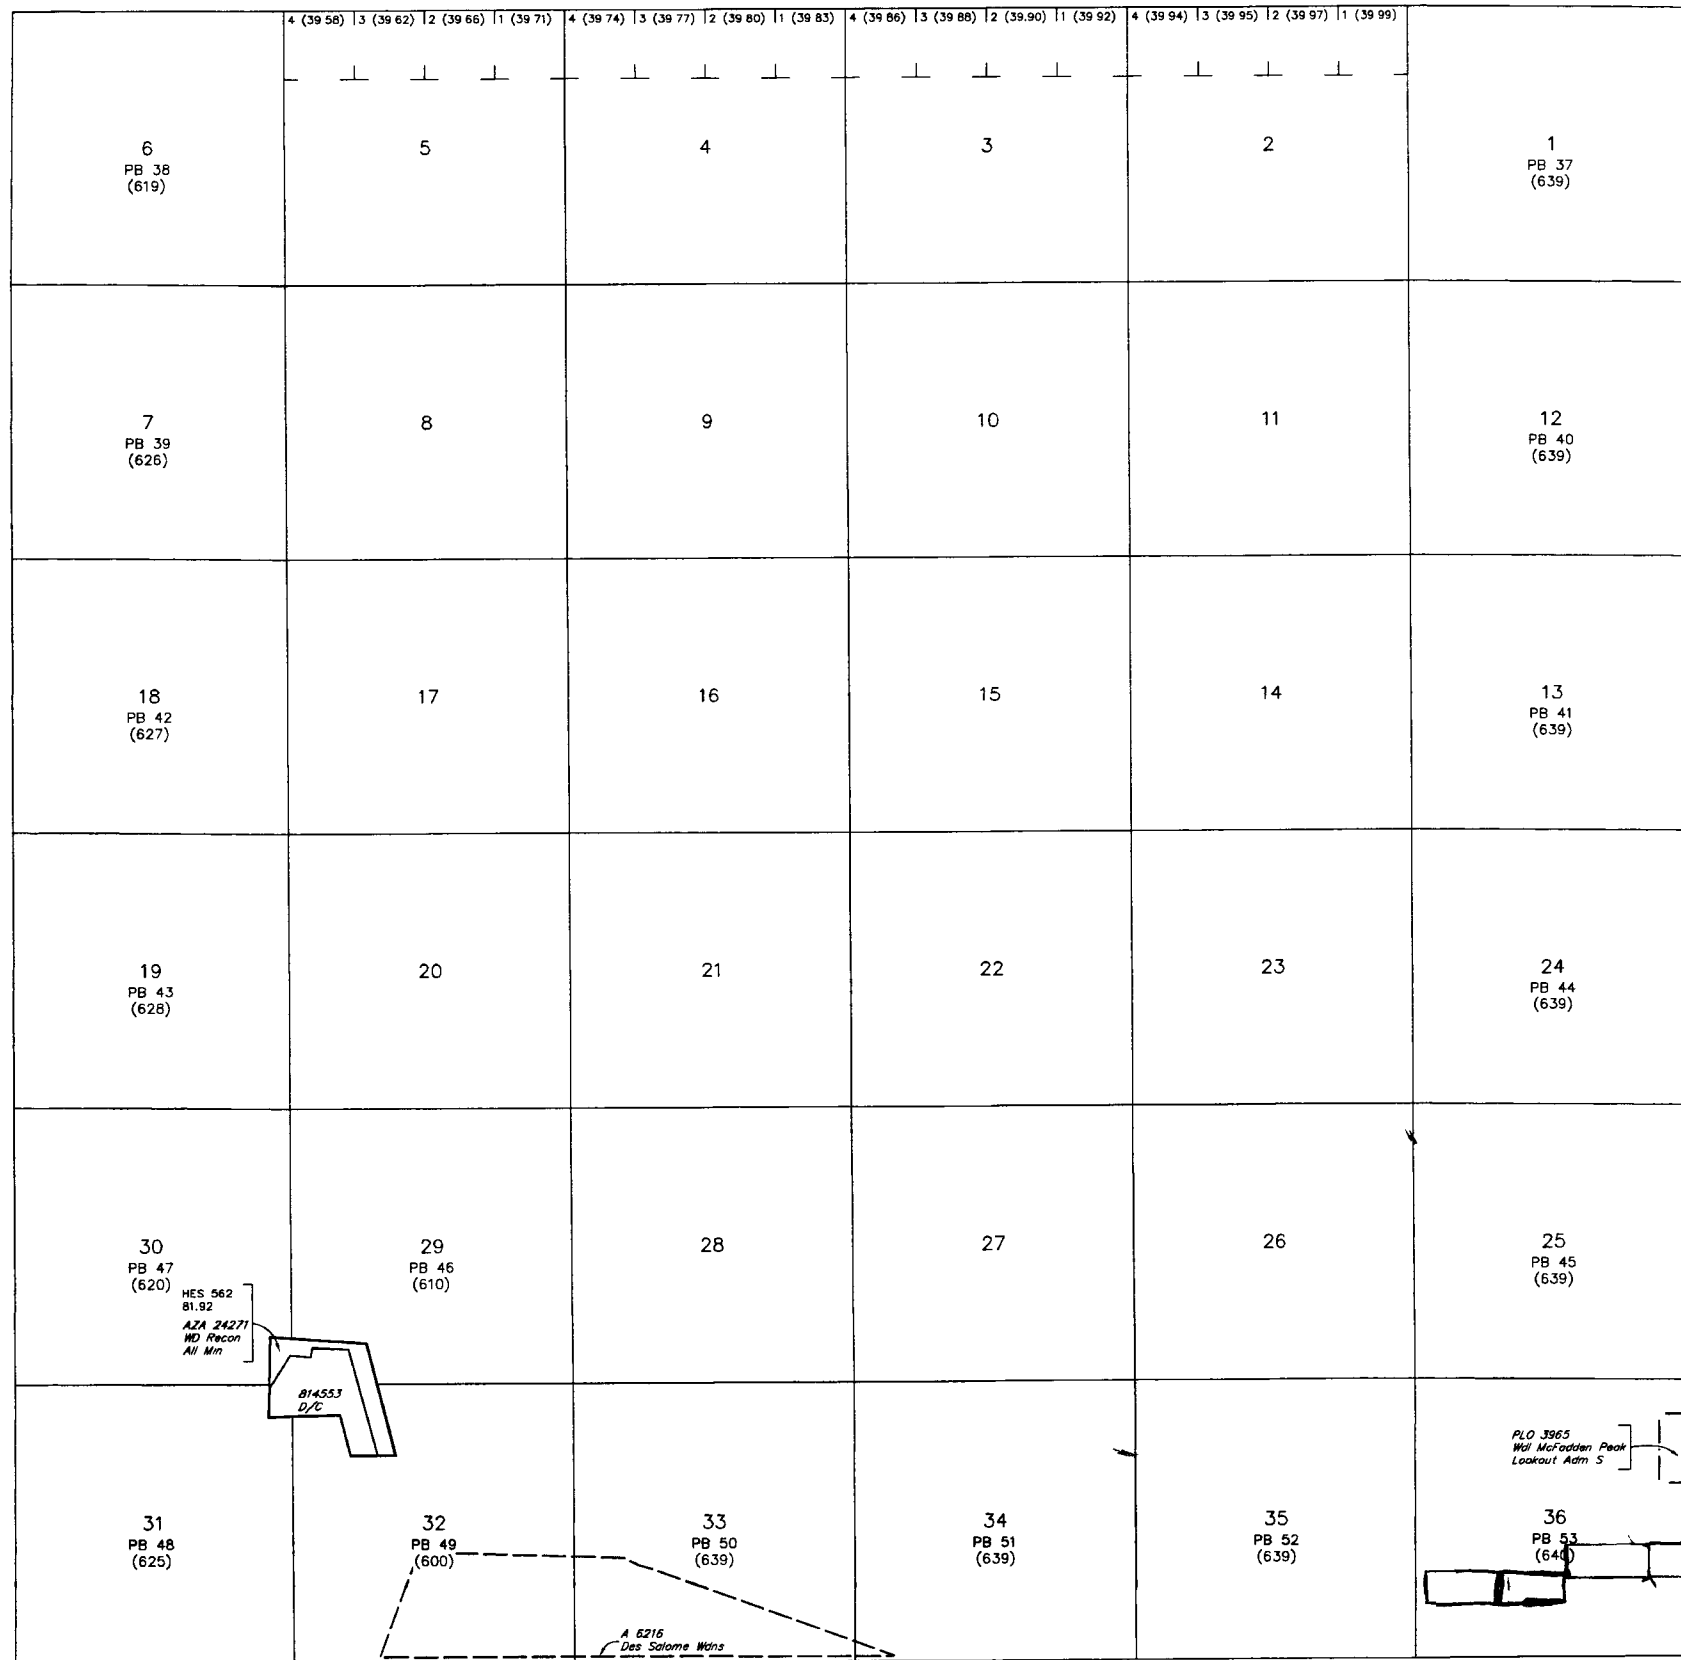 4 (39 58) 3 (39 62) 2 (39 66) 1 (39 71) 4 (39 74) 3 (39 77) 2 (39 80) 1 (39 83) 4 (39 86) 3 (39 88) 2 (39.90) 1 (39 92) 4 (39 94) 3 (39 95) 2 (39 97) 1 (39 99)
6
PB 38
(619)
5
4
3
2
1
PB 37
(639)
7
PB 39
(626)
8
9
10
11
12
PB 40
(639)
18
PB 42
(627)
17
16
15
14
13
PB 41
(639)
19
PB 43
(628)
20
21
22
23
24
PB 44
(639)
30
PB 47
(620)
29
PB 46
(610)
28
27
26
25
PB 45
(639)
HES 562
81.92
AZA 24271
WD Recon
All Min
814553
D/C
PLO 3965
Wdl McFadden Peak
Lookout Adm S
31
PB 48
(625)
32
PB 49
(600)
33
PB 50
(639)
34
PB 51
(639)
35
PB 52
(639)
36
PB 53
(640)
A 6216
Des Salome Wdns